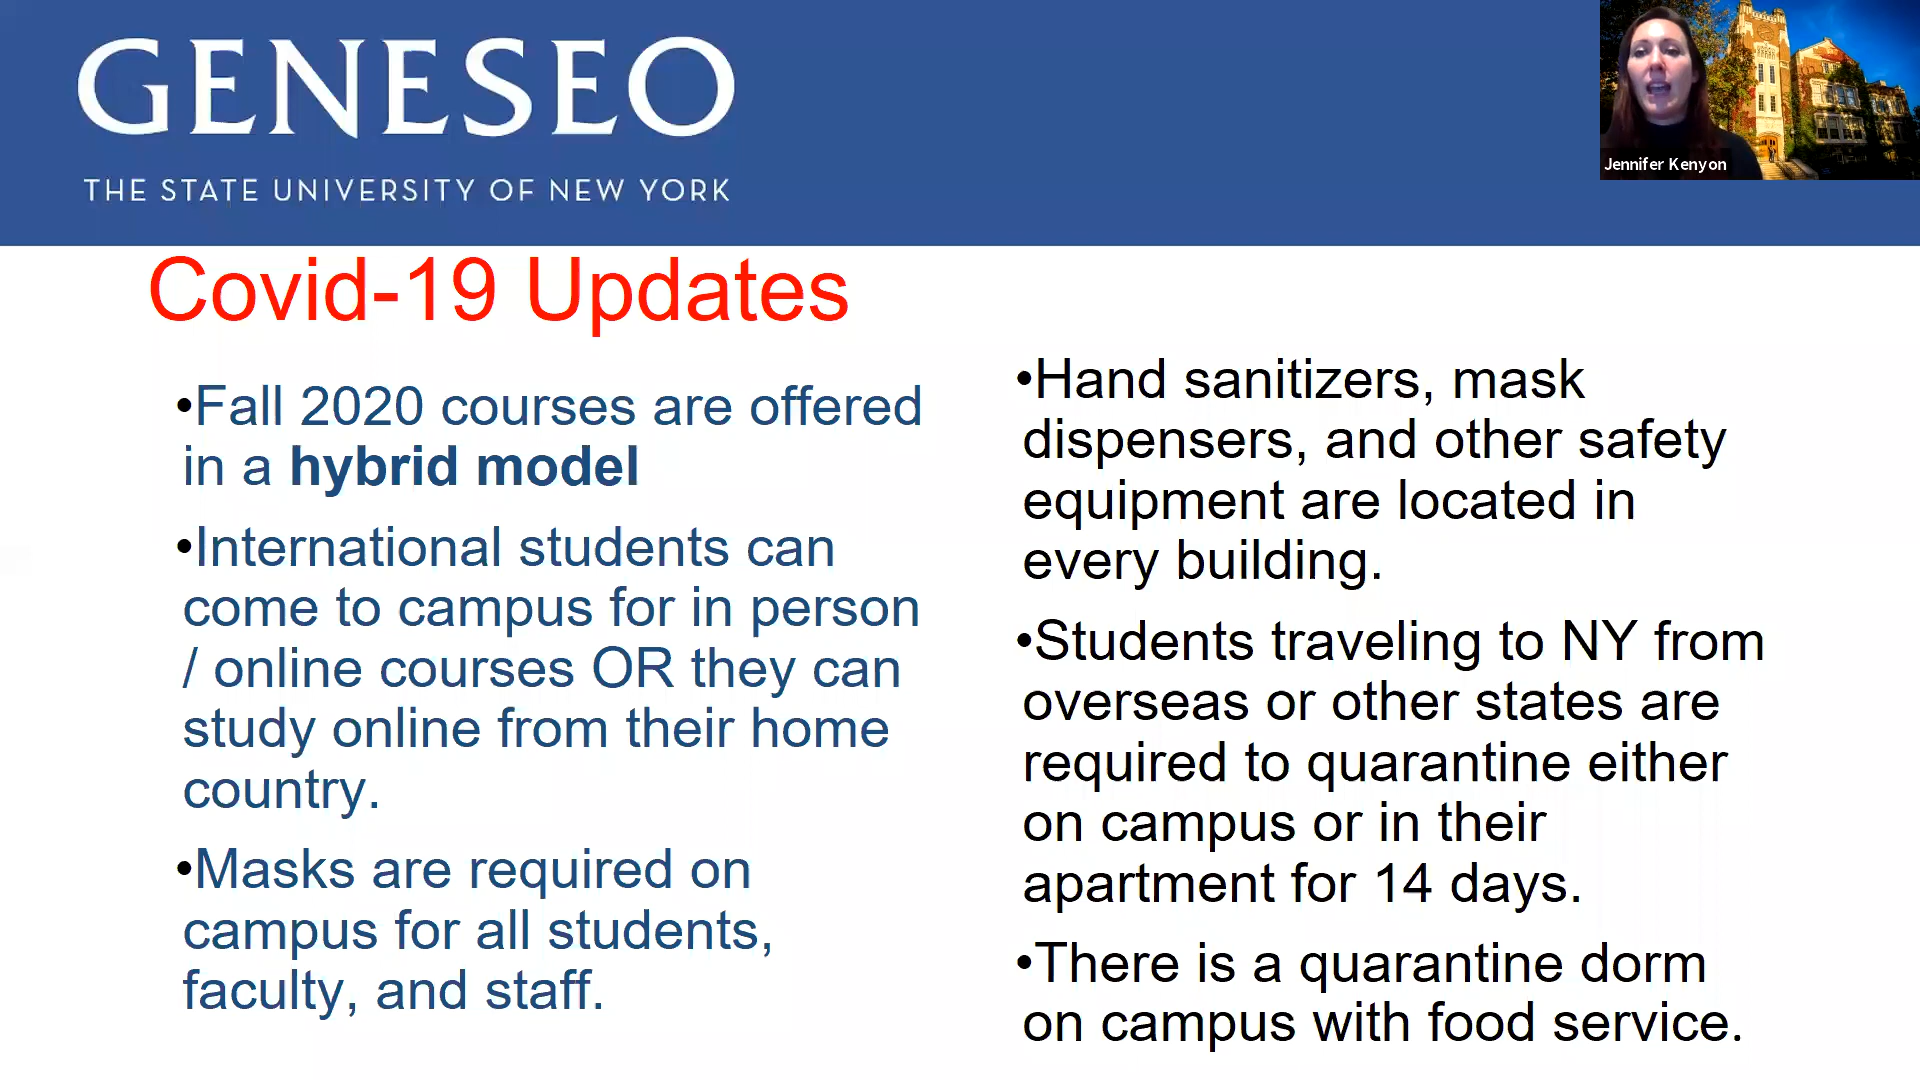 GENESEO
THE STATE UNIVERSITY OF NEW YORK
Jennifer Kenyon
Covid-19 Updates
•Fall 2020 courses are offered
in a hybrid model
•International students can
come to campus for in person
/ online courses OR they can
study online from their home
country.
•Masks are required on
campus for all students,
faculty, and staff.
•Hand sanitizers, mask
dispensers, and other safety
equipment are located in
every building.
•Students traveling to NY from
overseas or other states are
required to quarantine either
on campus or in their
apartment for 14 days.
•There is a quarantine dorm
on campus with food service.